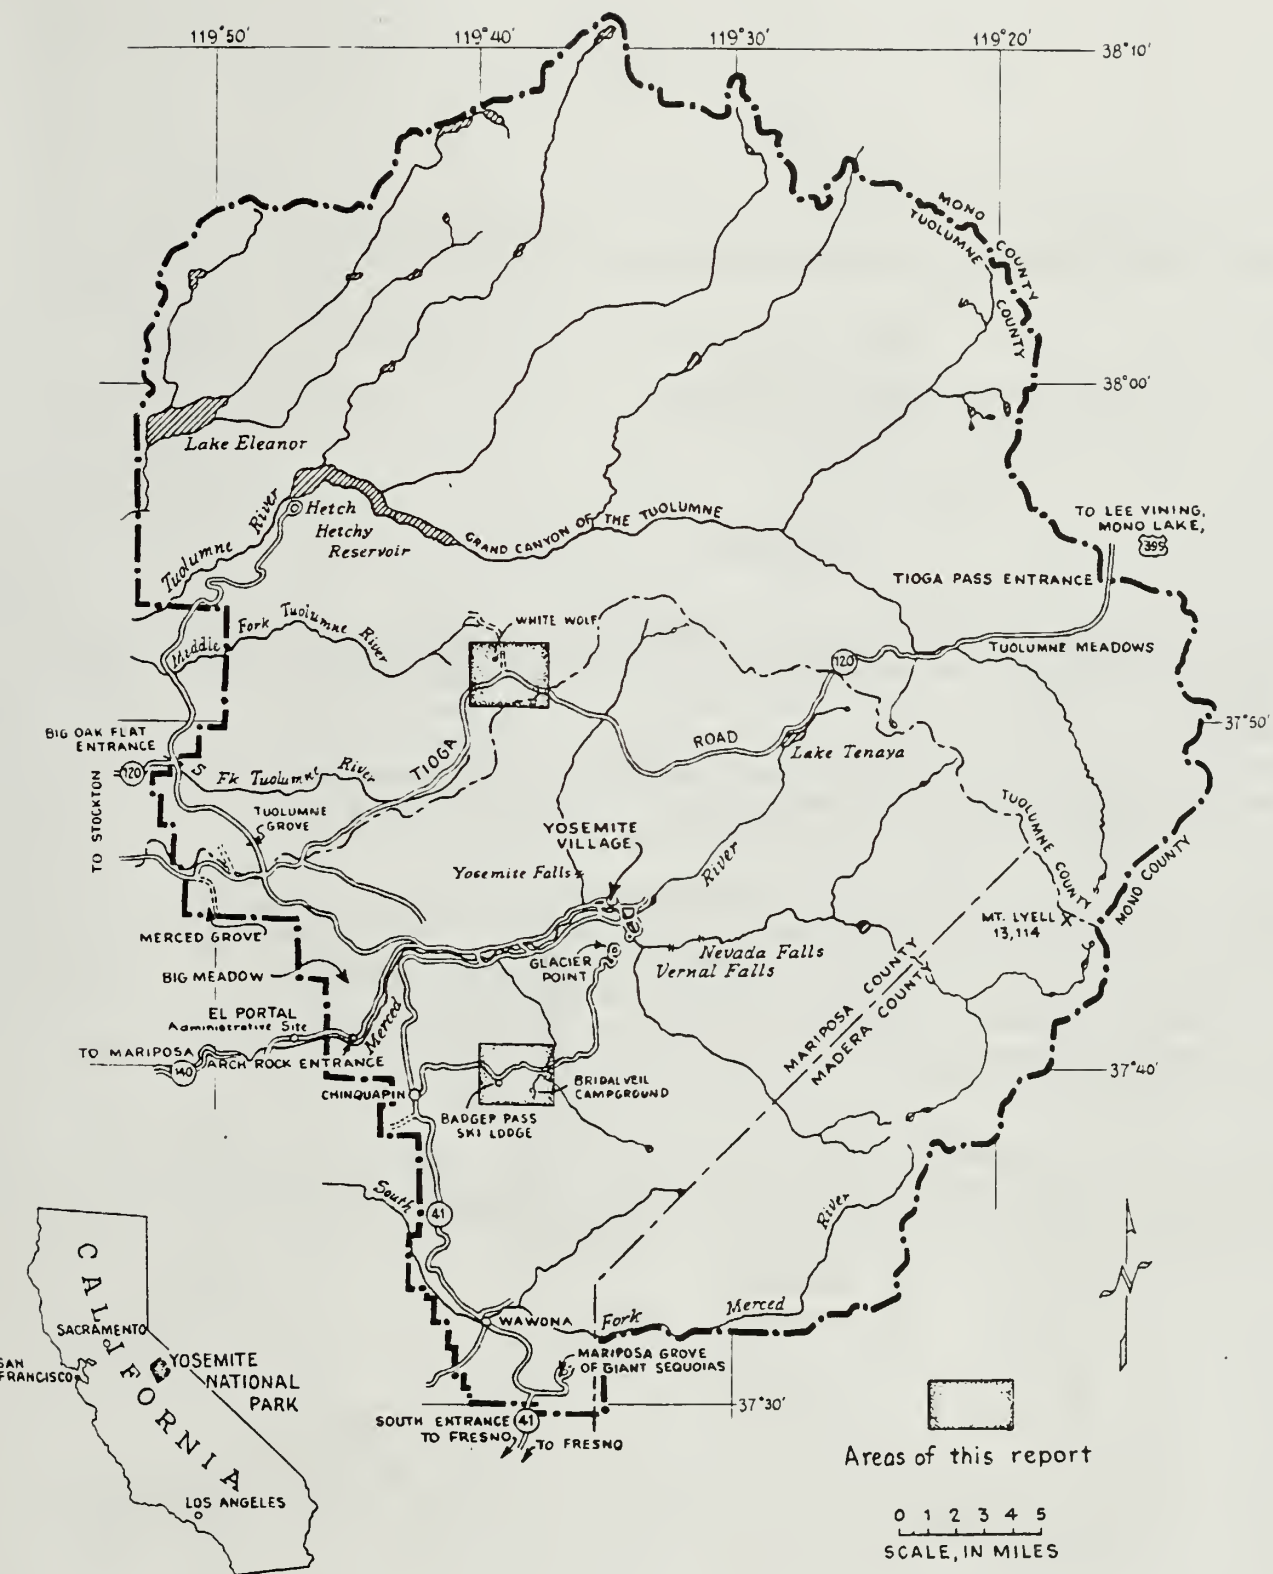 119°50'
119°40'
119°30'
119°20'
38°10'
MONO COUNTY
TUOLUMNE COUNTY
38°00'
Lake Eleanor
Tuolumne River
Hetch
Hetchy
Reservoir
GRAND CANYON OF THE TUOLUMNE
TO LEE VINING,
MONO LAKE,
395
TIOGA PASS ENTRANCE
Middle Fork Tuolumne River
WHITE WOLF
120
TUOLUMNE MEADOWS
BIG OAK FLAT
ENTRANCE
37°50'
TIOGA ROAD
Lake Tenaya
120
S Fk Tuolumne River
TO STOCKTON
TUOLUMNE
GROVE
TUOLUMNE COUNTY
MONO COUNTY
YOSEMITE
VILLAGE
Yosemite Falls
River
MT. LYELL
13,114
MERCED GROVE
Nevada Falls
Vernal Falls
GLACIER
POINT
BIG MEADOW
MARIPOSA COUNTY
MADERA COUNTY
EL PORTAL
Administrative Site
Merced
TO MARIPOSA
140
ARCH ROCK ENTRANCE
37°40'
CHINQUAPIN
BRIDALVEIL
CAMPGROUND
BADGEP PASS
SKI LODGE
South
41
River
N
WAWONA
Fork
Merced
MARIPOSA GROVE
OF GIANT SEQUOIAS
37°30'
SOUTH ENTRANCE
TO FRESNO
41
TO FRESNO
CALIFORNIA
SACRAMENTO
SAN
FRANCISCO
YOSEMITE
NATIONAL
PARK
LOS ANGELES
Areas of this report
0 1 2 3 4 5
SCALE, IN MILES